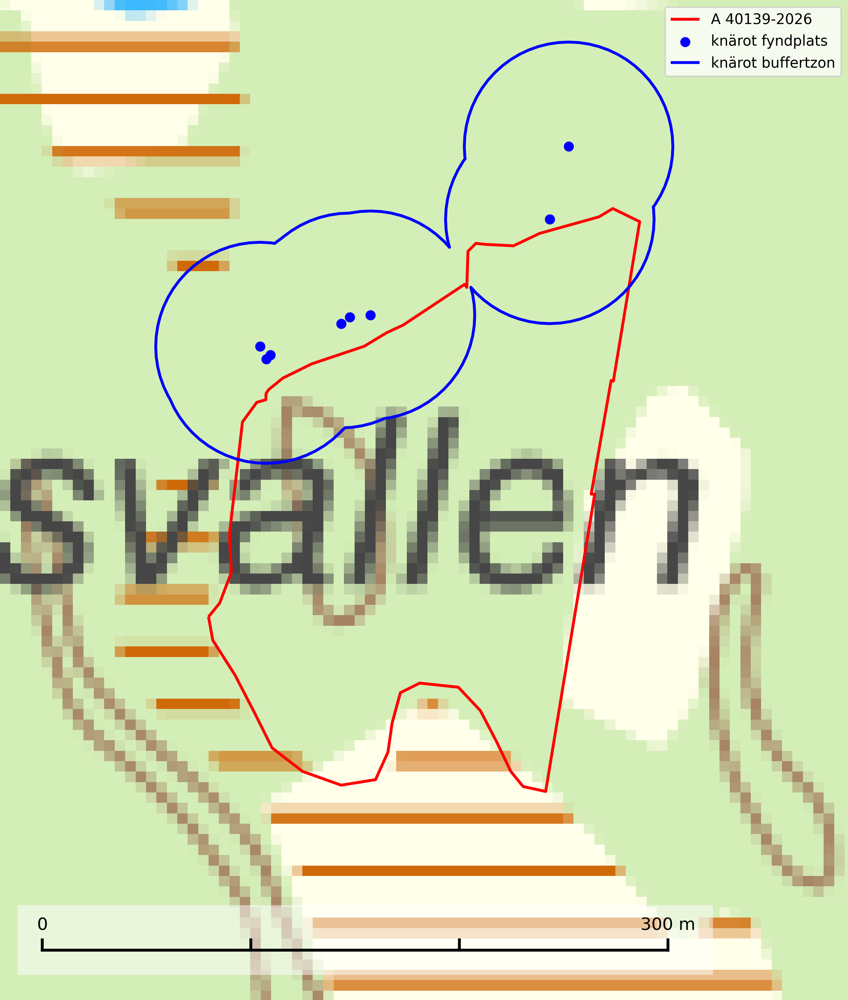 A 40139-2026
knärot fyndplats
knärot buffertzon
svallen
0 300 m